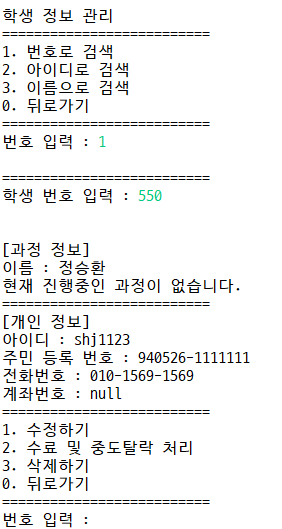 학생 정보 관리
==========================
1. 번호로 검색
2. 아이디로 검색
3. 이름으로 검색
0. 뒤로가기
==========================
번호 입력 : 1
==========================
학생 번호 입력 : 550
[과정 정보]
이름 : 정승환
현재 진행중인 과정이 없습니다.
==========================
[개인 정보]
아이디 : shj1123
주민 등록 번호 : 940526-1111111
전화번호 : 010-1569-1569
계좌번호 : null
==========================
1. 수정하기
2. 수료 및 중도탈락 처리
3. 삭제하기
0. 뒤로가기
==========================
번호 입력 :